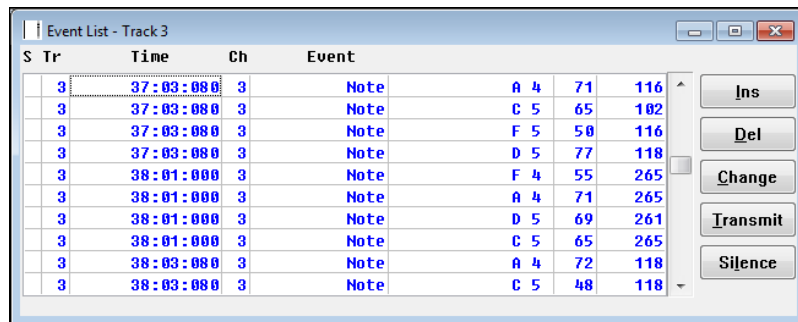 Event List - Track 3
S Tr Time Ch Event
3 37:03:080 3 Note A 4 71 116
3 37:03:080 3 Note C 5 65 102
3 37:03:080 3 Note F 5 50 116
3 37:03:080 3 Note D 5 77 118
3 38:01:000 3 Note F 4 55 265
3 38:01:000 3 Note A 4 71 265
3 38:01:000 3 Note D 5 69 261
3 38:01:000 3 Note C 5 65 265
3 38:03:080 3 Note A 4 72 118
3 38:03:080 3 Note C 5 48 118
Ins
Del
Change
Transmit
Silence